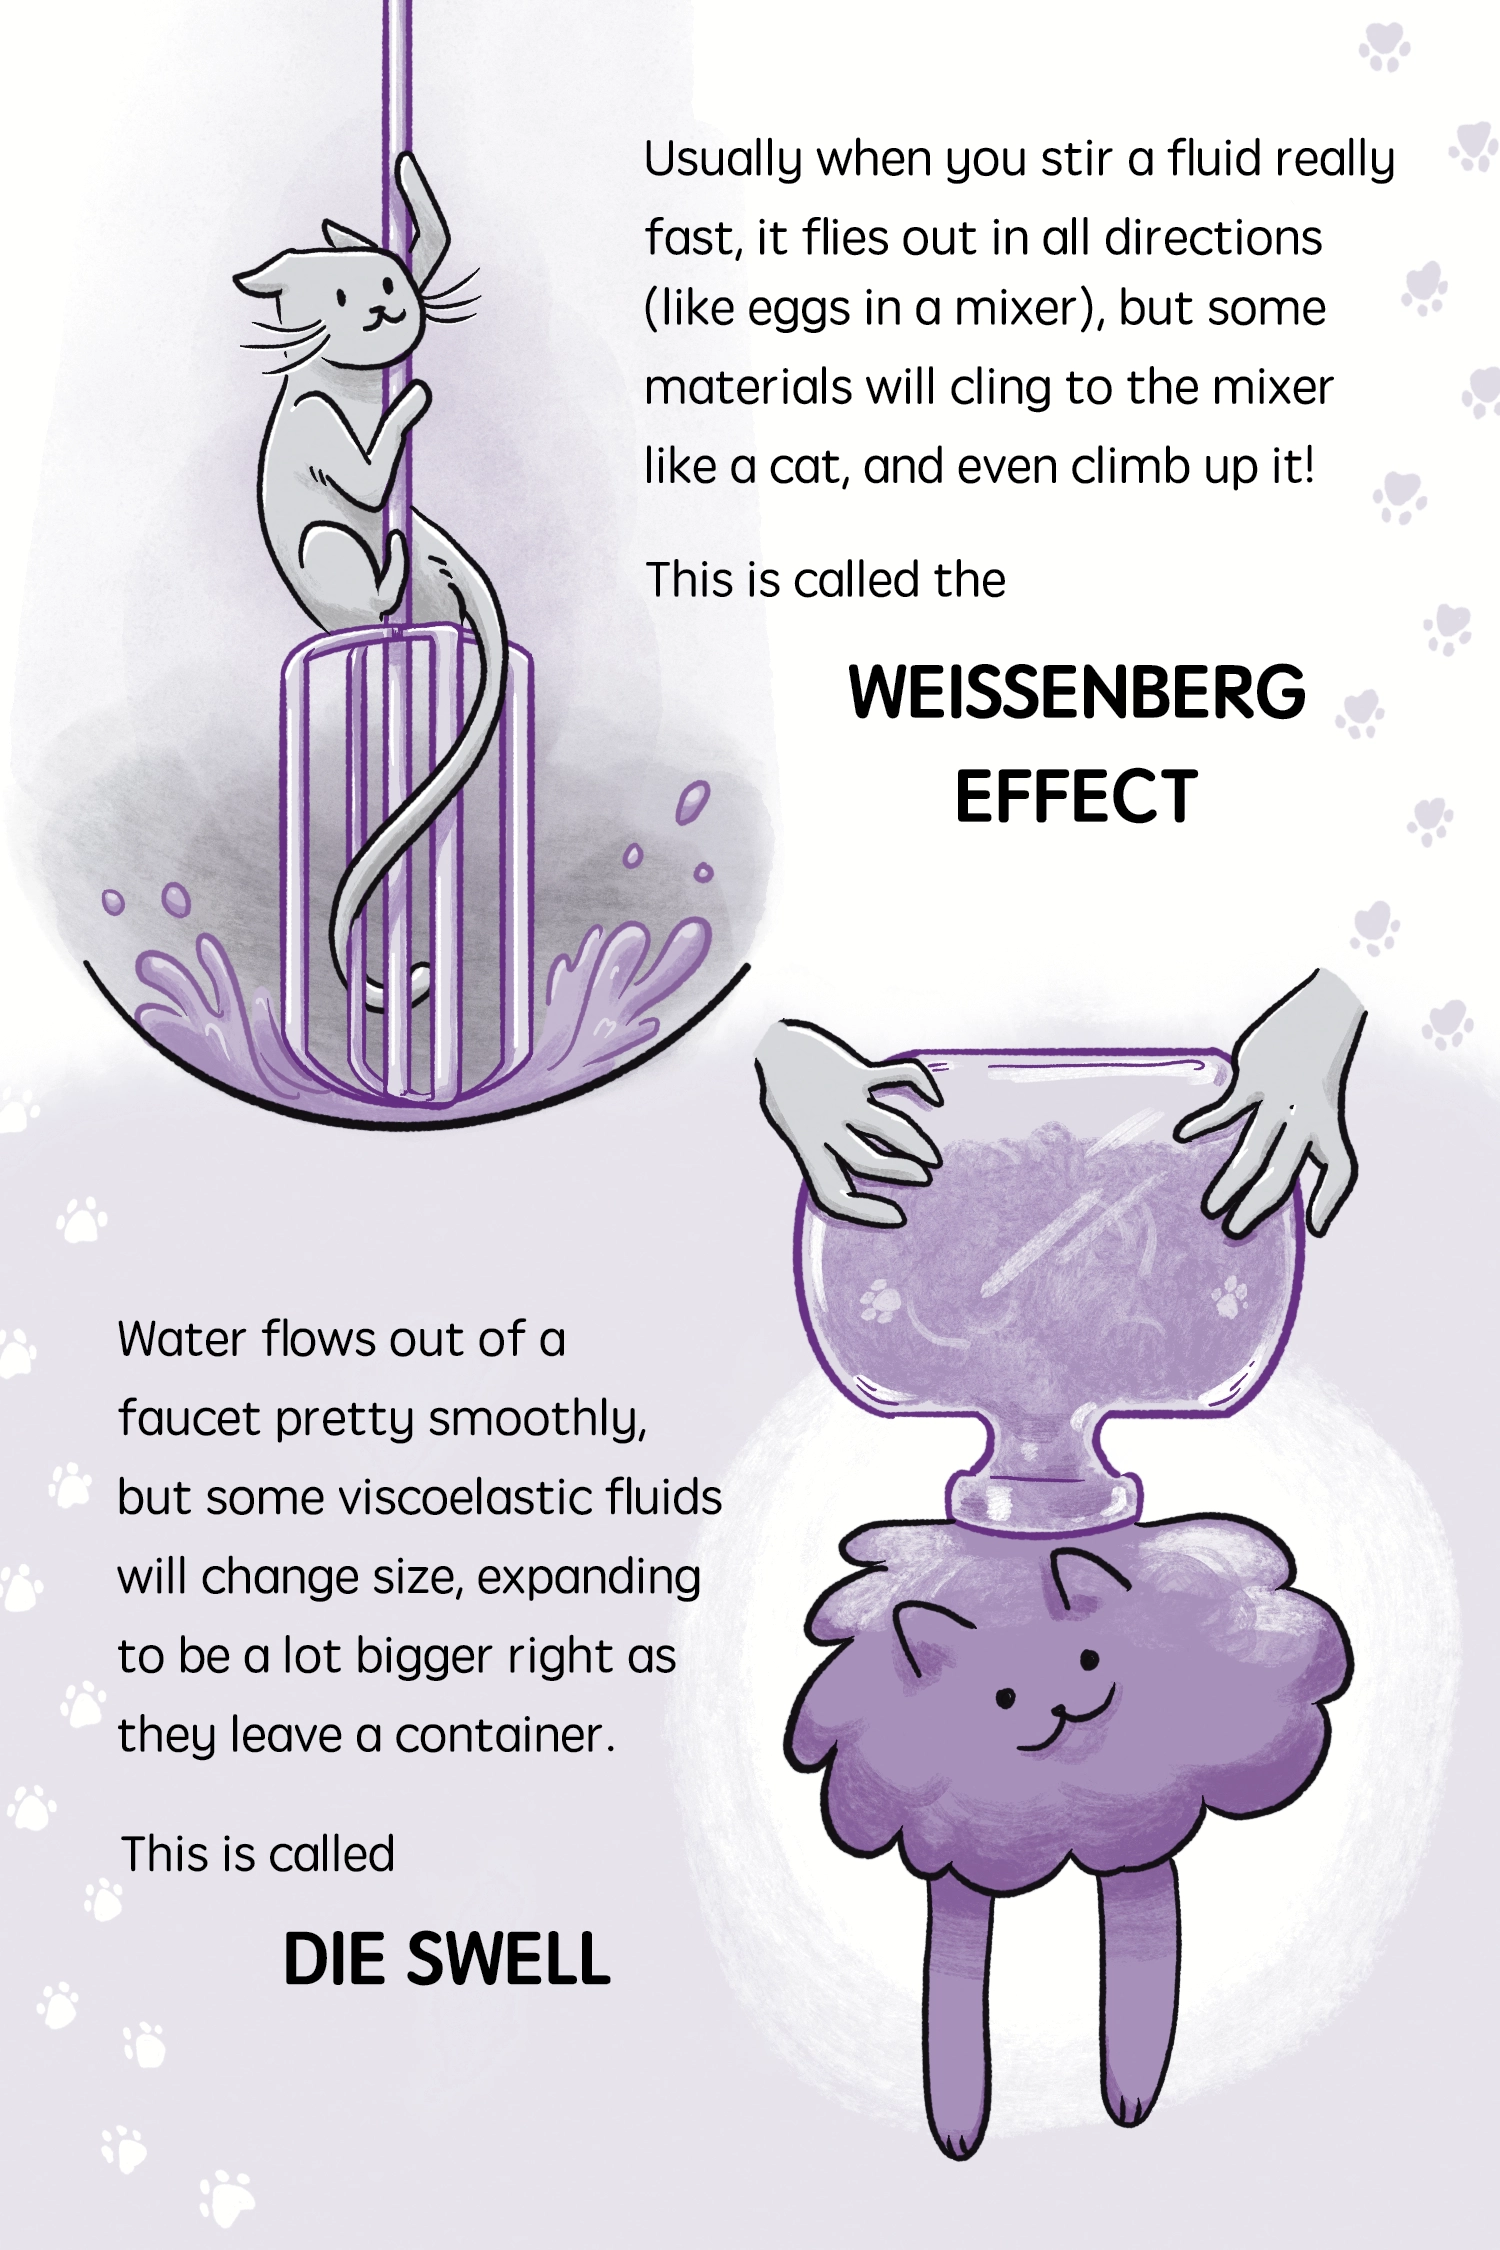 Usually when you stir a fluid really
fast, it flies out in all directions
(like eggs in a mixer), but some
materials will cling to the mixer
like a cat, and even climb up it!
This is called the
WEISSENBERG
EFFECT
Water flows out of a
faucet pretty smoothly,
but some viscoelastic fluids
will change size, expanding
to be a lot bigger right as
they leave a container.
This is called
DIE SWELL